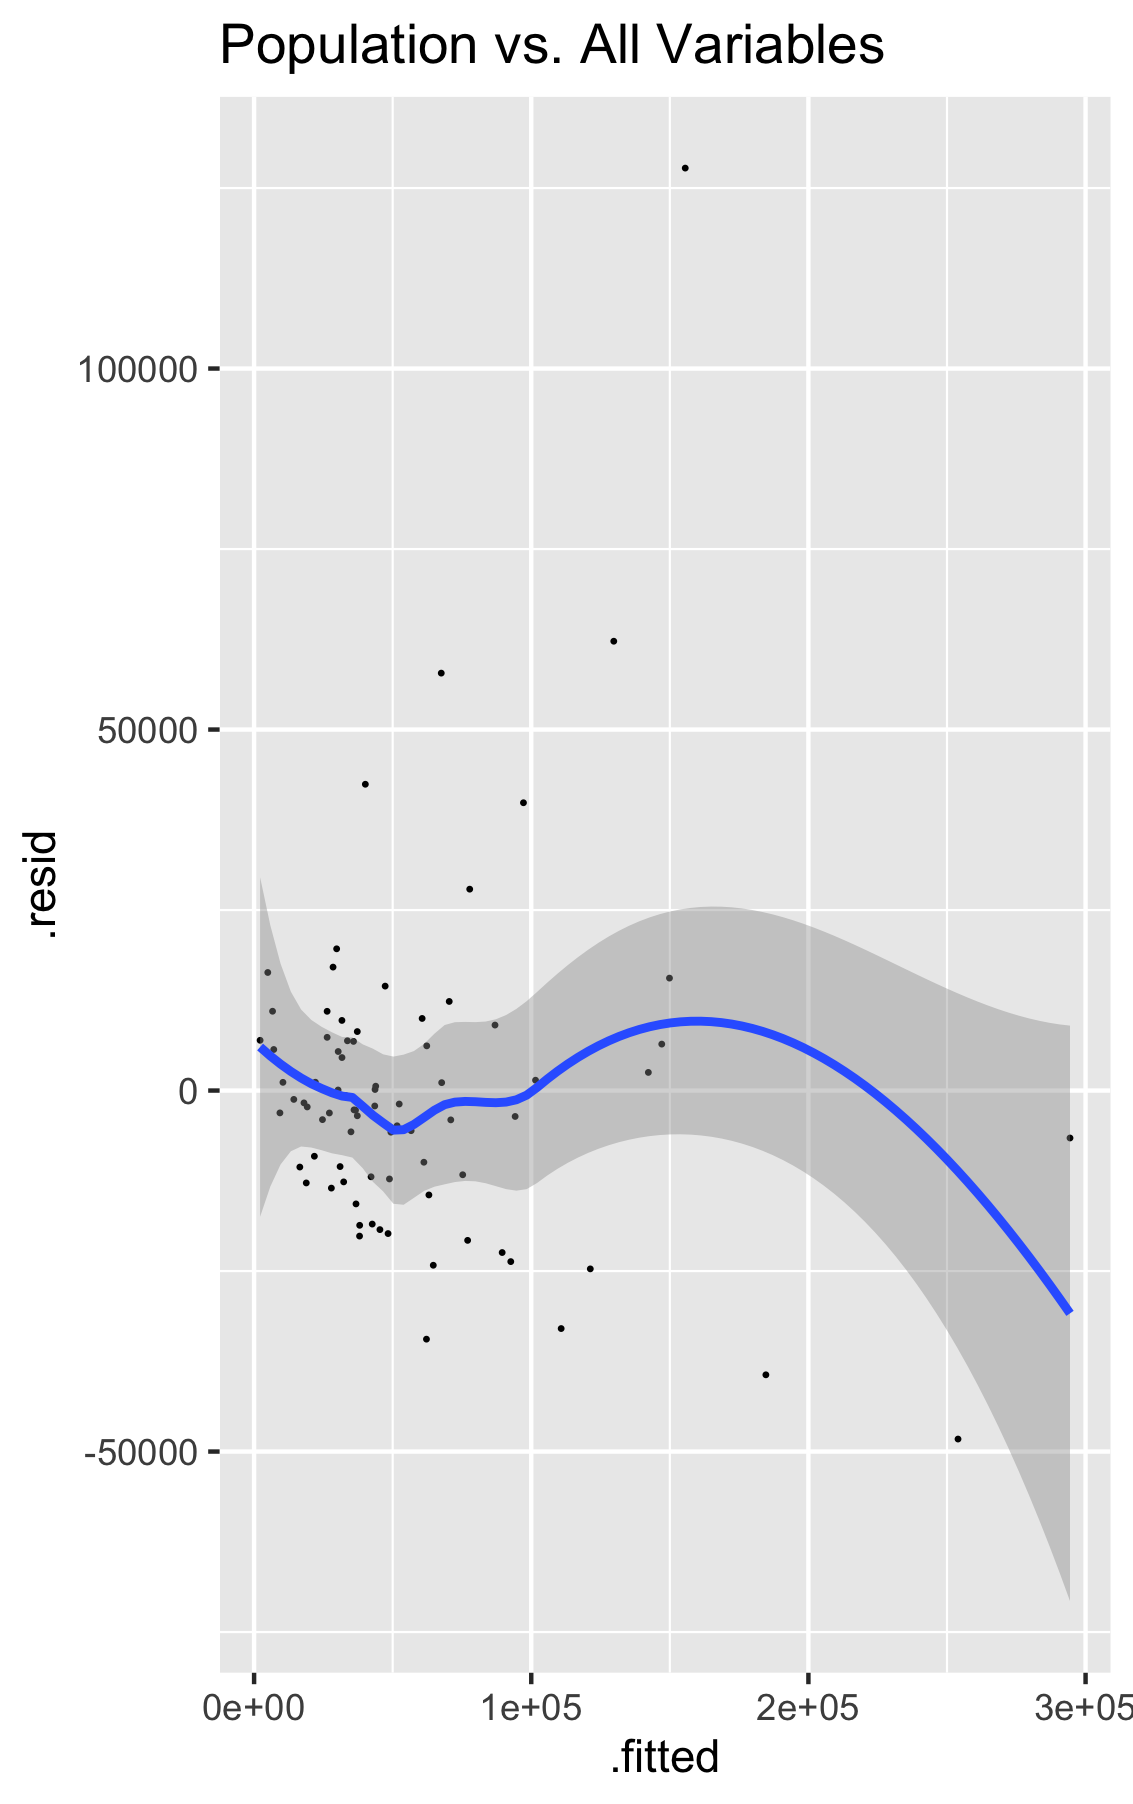 Population vs. All Variables
100000
50000
0
-50000
.resid
0e+00
1e+05
2e+05
3e+05
.fitted